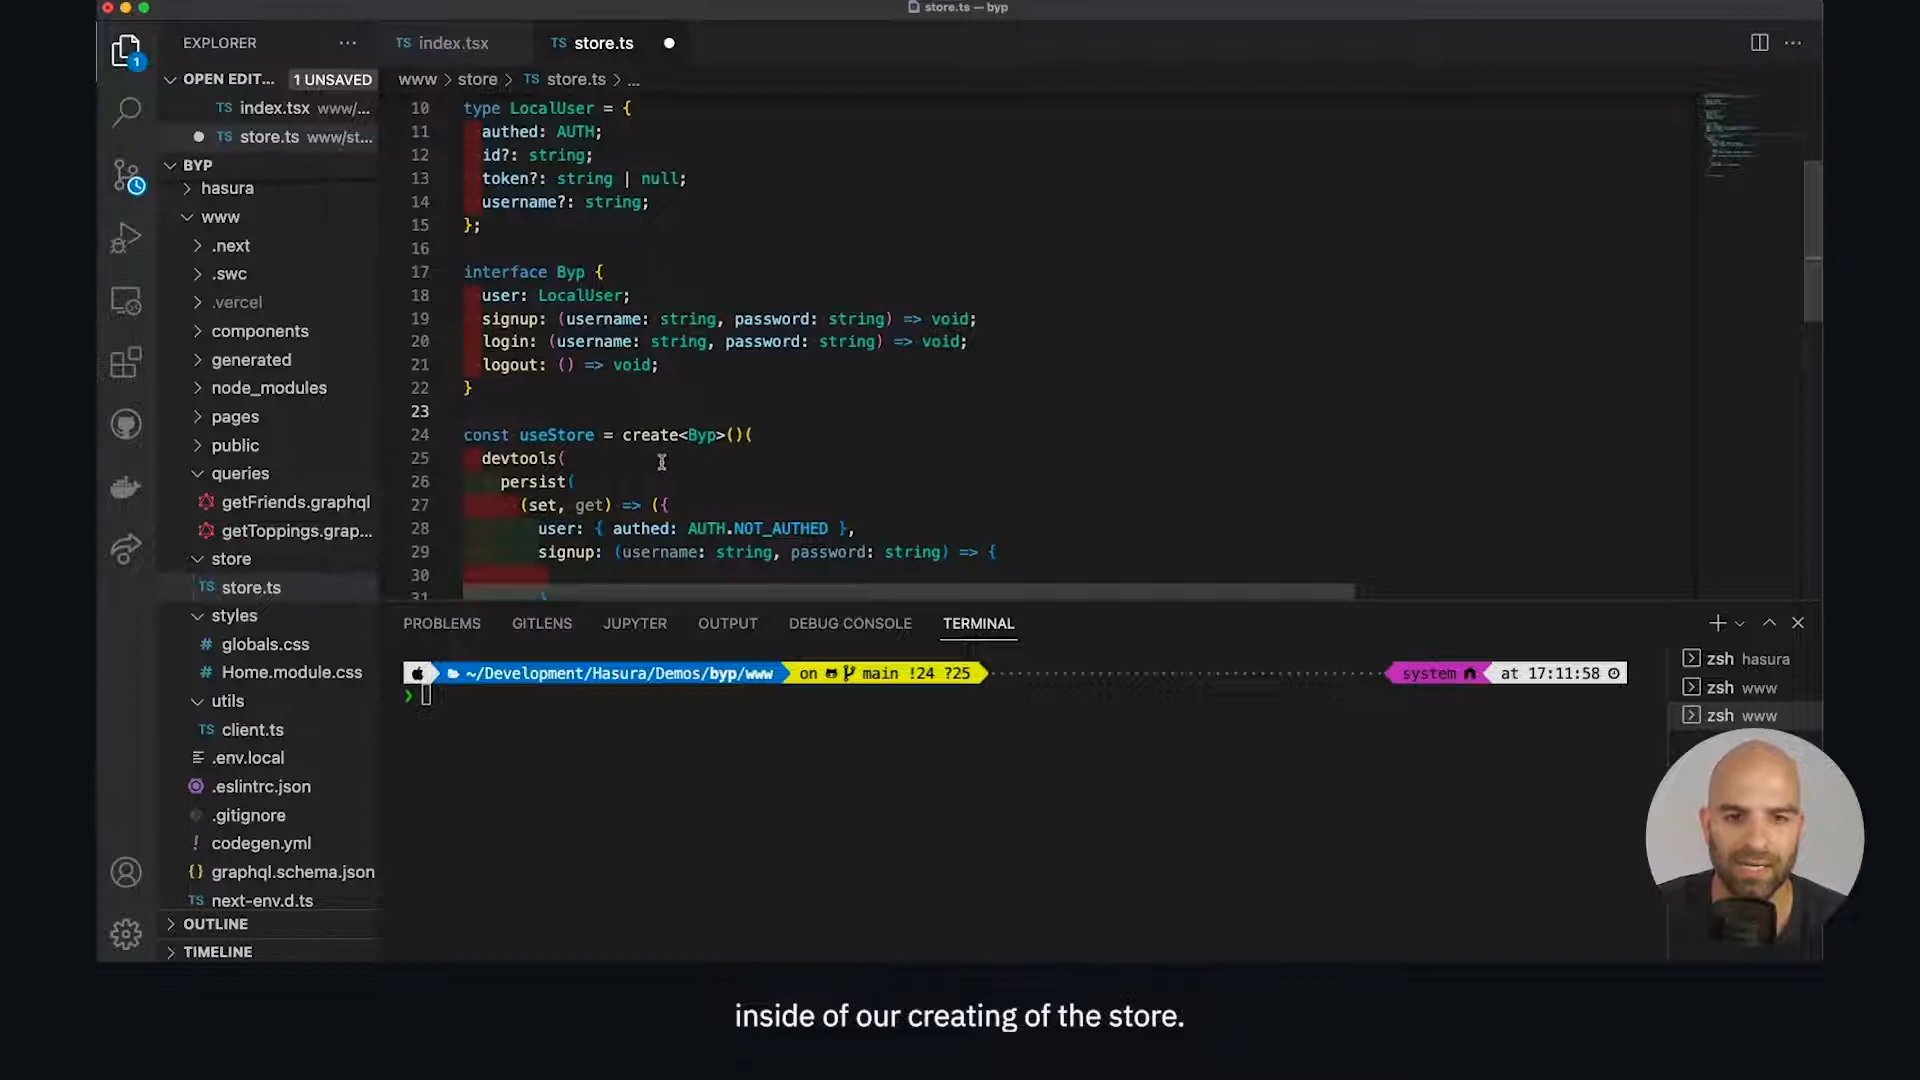 store.ts — byp
EXPLORER
TS index.tsx
TS store.ts
1
OPEN EDIT... 1 UNSAVED
TS index.tsx www/...
TS store.ts www/st...
BYP
hasura
www
.next
.swc
.vercel
components
generated
node_modules
pages
public
queries
getFriends.graphql
getToppings.grap...
store
TS store.ts
styles
# globals.css
# Home.module.css
utils
TS client.ts
.env.local
.eslintrc.json
.gitignore
! codegen.yml
{} graphql.schema.json
TS next-env.d.ts
OUTLINE
TIMELINE
www > store > TS store.ts > ...
10 type LocalUser = {
11 authed: AUTH;
12 id?: string;
13 token?: string | null;
14 username?: string;
15 };
16
17 interface Byp {
18 user: LocalUser;
19 signup: (username: string, password: string) => void;
20 login: (username: string, password: string) => void;
21 logout: () => void;
22 }
23
24 const useStore = create<Byp>()(
25 devtools(
26 persist(
27 (set, get) => ({
28 user: { authed: AUTH.NOT_AUTHED },
29 signup: (username: string, password: string) => {
30
31 }
PROBLEMS GITLENS JUPYTER OUTPUT DEBUG CONSOLE TERMINAL
~/Development/Hasura/Demos/byp/www on main !24 ?25 system at 17:11:58
❯
zsh hasura
zsh www
zsh www
inside of our creating of the store.